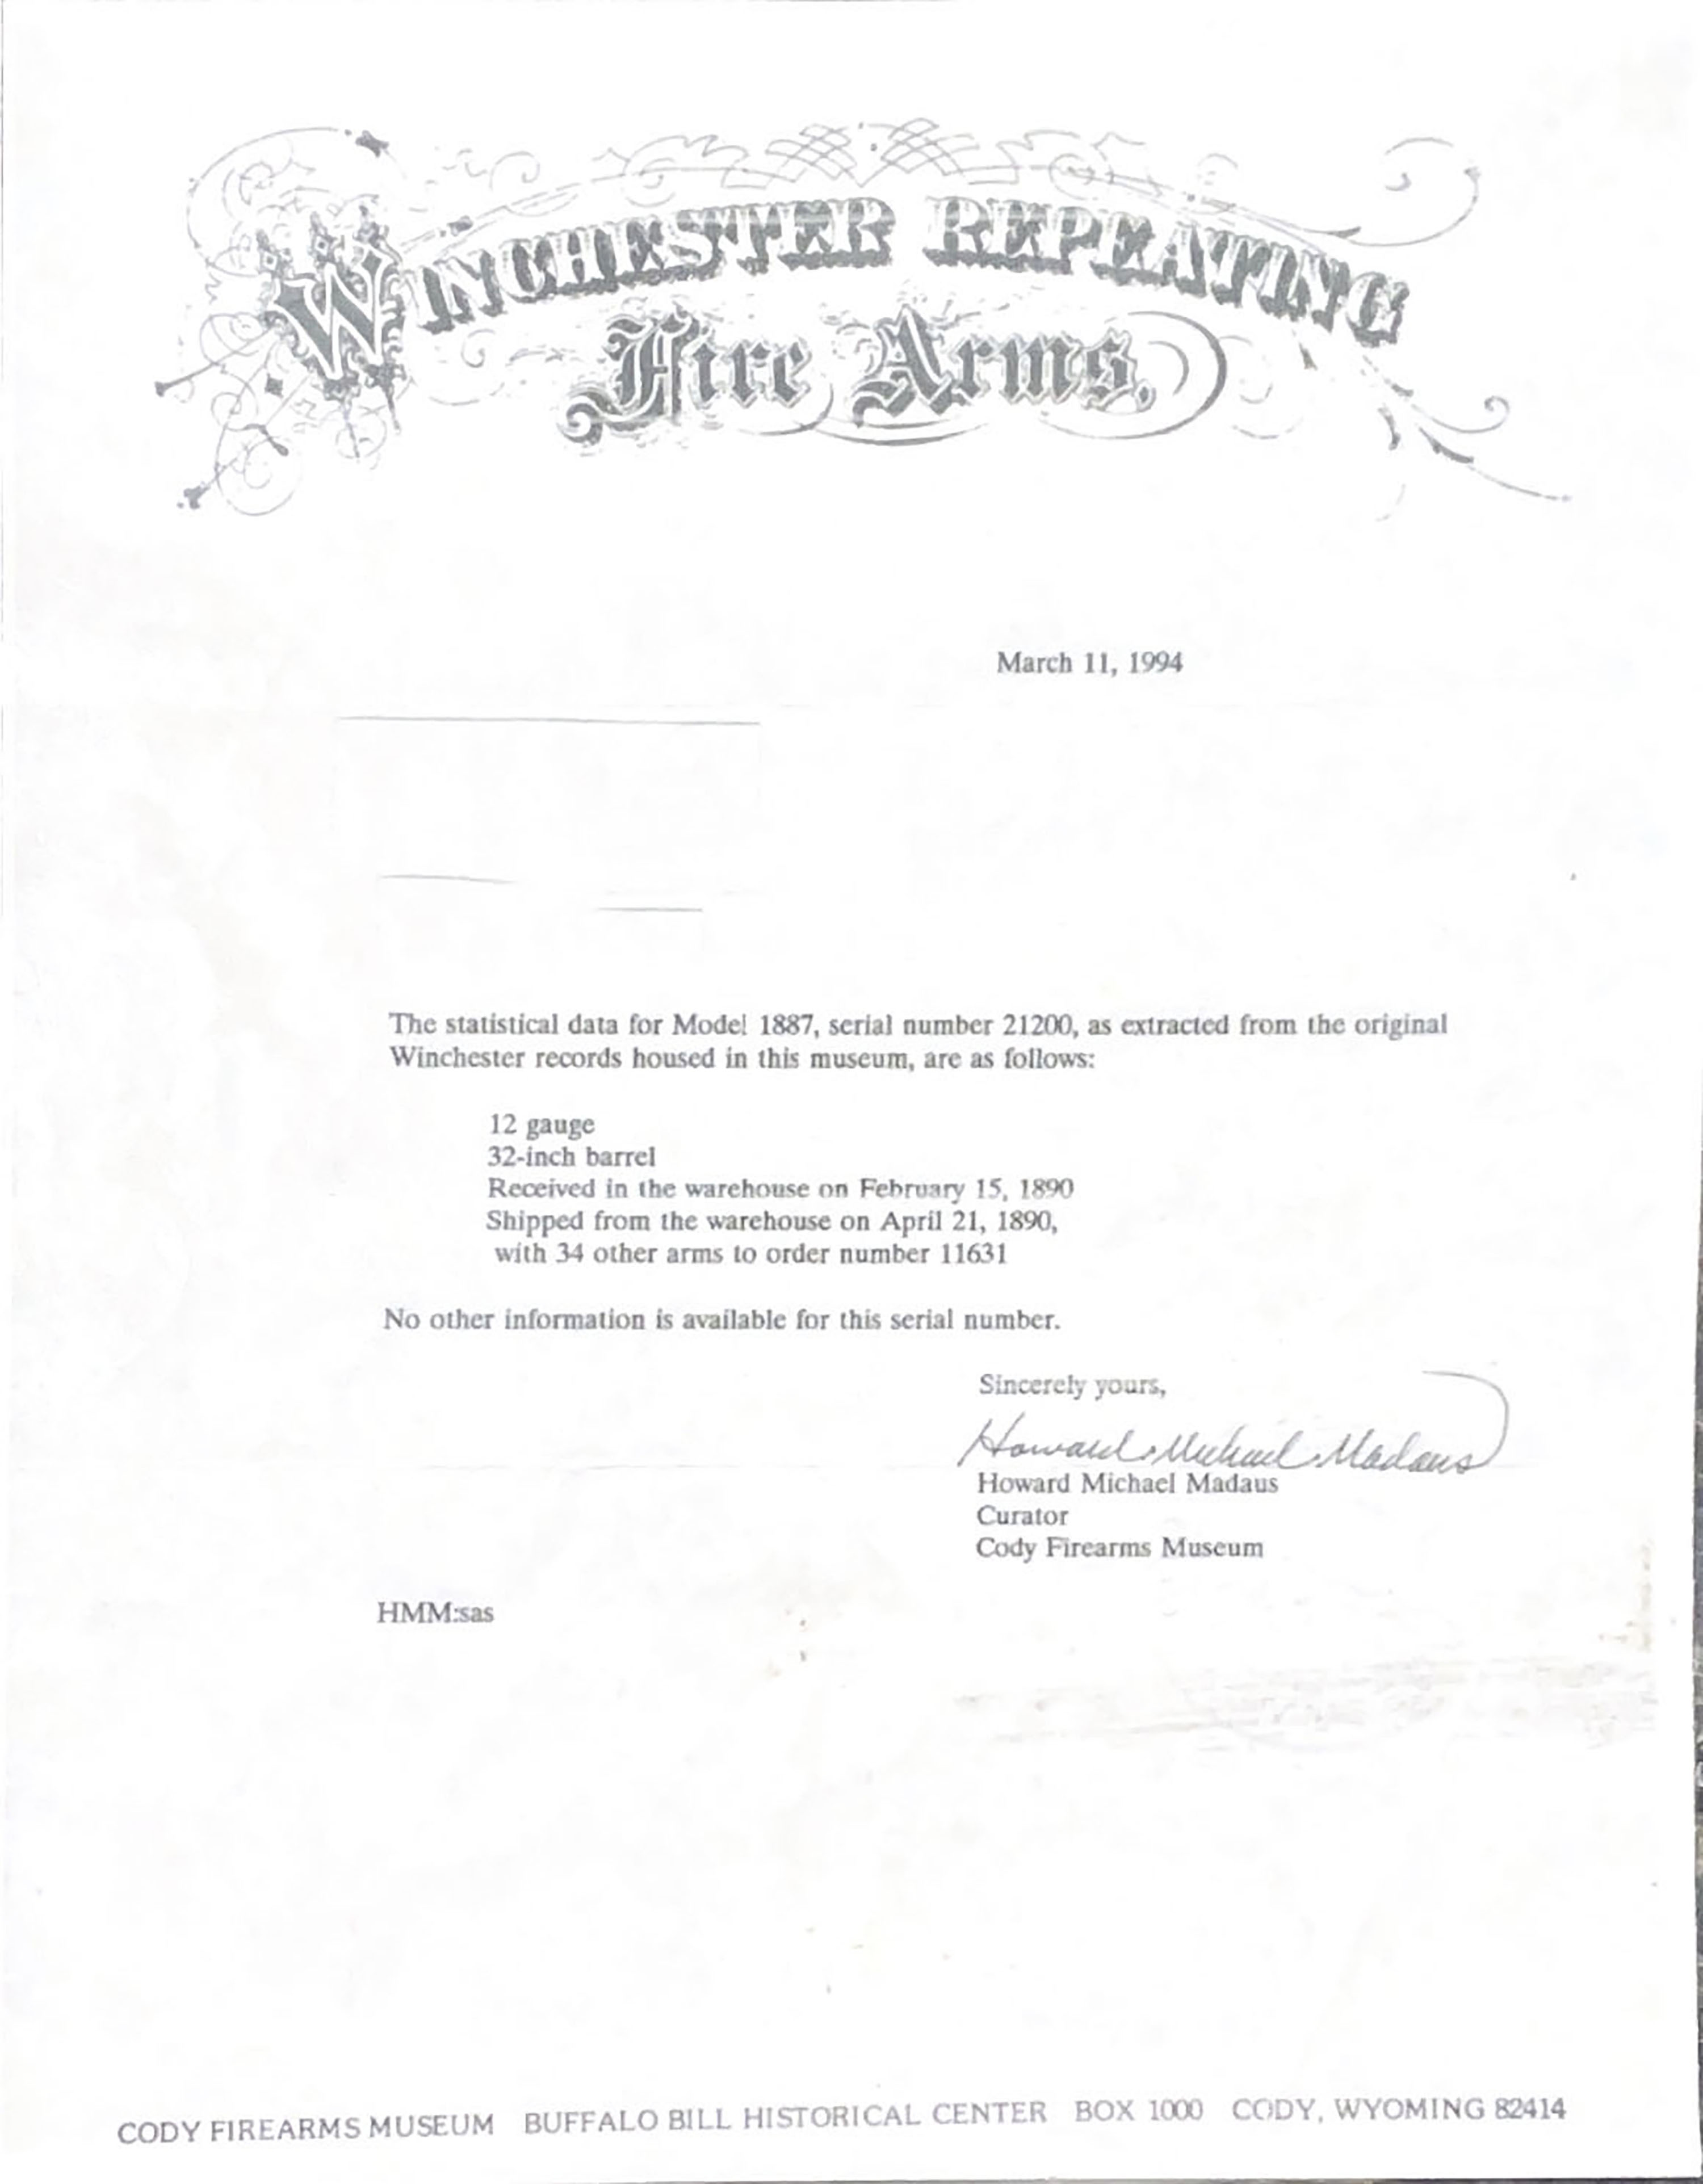 WINCHESTER REPEATING
Fire Arms.
March 11, 1994
The statistical data for Model 1887, serial number 21200, as extracted from the original
Winchester records housed in this museum, are as follows:
12 gauge
32-inch barrel
Received in the warehouse on February 15, 1890
Shipped from the warehouse on April 21, 1890,
with 34 other arms to order number 11631
No other information is available for this serial number.
Sincerely yours,
Howard Michael Madaus
Howard Michael Madaus
Curator
Cody Firearms Museum
HMM:sas
CODY FIREARMS MUSEUM BUFFALO BILL HISTORICAL CENTER BOX 1000 CODY, WYOMING 82414